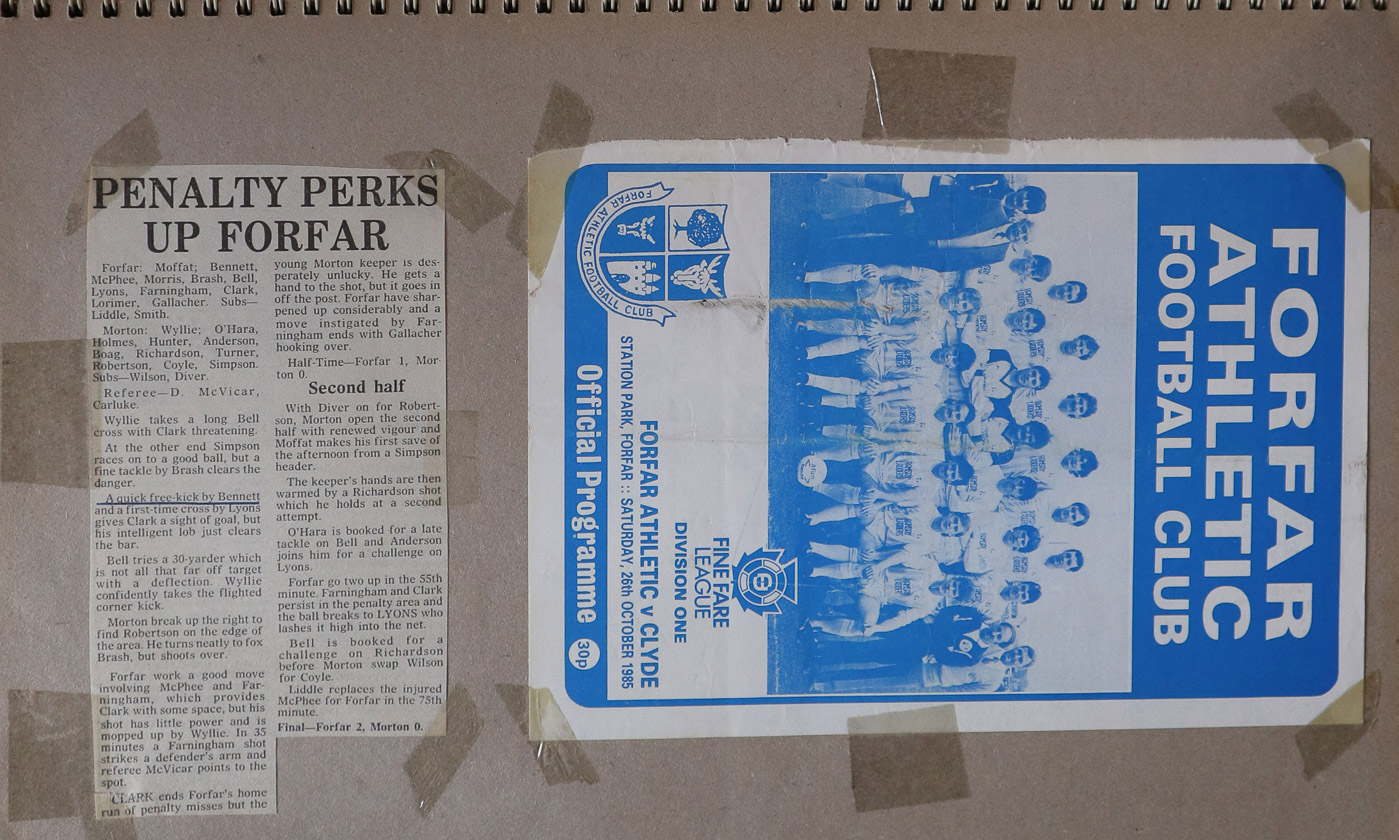 PENALTY PERKS
UP FORFAR
Forfar: Moffat; Bennett,
McPhee, Morris, Brash, Bell,
Lyons, Farningham, Clark,
Lorimer, Gallacher. Subs—
Liddle, Smith.
Morton: Wyllie; O'Hara,
Holmes, Hunter, Anderson,
Boag, Richardson, Turner,
Robertson, Coyle, Simpson.
Subs—Wilson, Diver.
Referee—D. McVicar,
Carluke.
Wyllie takes a long Bell
cross with Clark threatening.
At the other end Simpson
races on to a good ball, but a
fine tackle by Brash clears the
danger.
A quick free-kick by Bennett
and a first-time cross by Lyons
gives Clark a sight of goal, but
his intelligent lob just clears
the bar.
Bell tries a 30-yarder which
is not all that far off target
with a deflection. Wyllie
confidently takes the flighted
corner kick.
Morton break up the right to
find Robertson on the edge of
the area. He turns neatly to fox
Brash, but shoots over.
Forfar work a good move
involving McPhee and Far-
ningham, which provides
Clark with some space, but his
shot has little power and is
mopped up by Wyllie. In 35
minutes a Farningham shot
strikes a defender's arm and
referee McVicar points to the
spot.
CLARK ends Forfar's home
run of penalty misses but the
young Morton keeper is des-
perately unlucky. He gets a
hand to the shot, but it goes in
off the post. Forfar have shar-
pened up considerably and a
move instigated by Far-
ningham ends with Gallacher
hooking over.
Half-Time—Forfar 1, Mor-
ton 0.
Second half
With Diver on for Robert-
son, Morton open the second
half with renewed vigour and
Moffat makes his first save of
the afternoon from a Simpson
header.
The keeper's hands are then
warmed by a Richardson shot
which he holds at a second
attempt.
O'Hara is booked for a late
tackle on Bell and Anderson
joins him for a challenge on
Lyons.
Forfar go two up in the 55th
minute. Farningham and Clark
persist in the penalty area and
the ball breaks to LYONS who
lashes it high into the net.
Bell is booked for a
challenge on Richardson
before Morton swap Wilson
for Coyle.
Liddle replaces the injured
McPhee for Forfar in the 75th
minute.
Final—Forfar 2, Morton 0.
FORFAR
ATHLETIC
FOOTBALL CLUB
FORFAR ATHLETIC FOOTBALL CLUB
FINE FARE
LEAGUE
DIVISION ONE
FORFAR ATHLETIC v CLYDE
STATION PARK, FORFAR :: SATURDAY, 26th OCTOBER 1985
Official Programme 30p